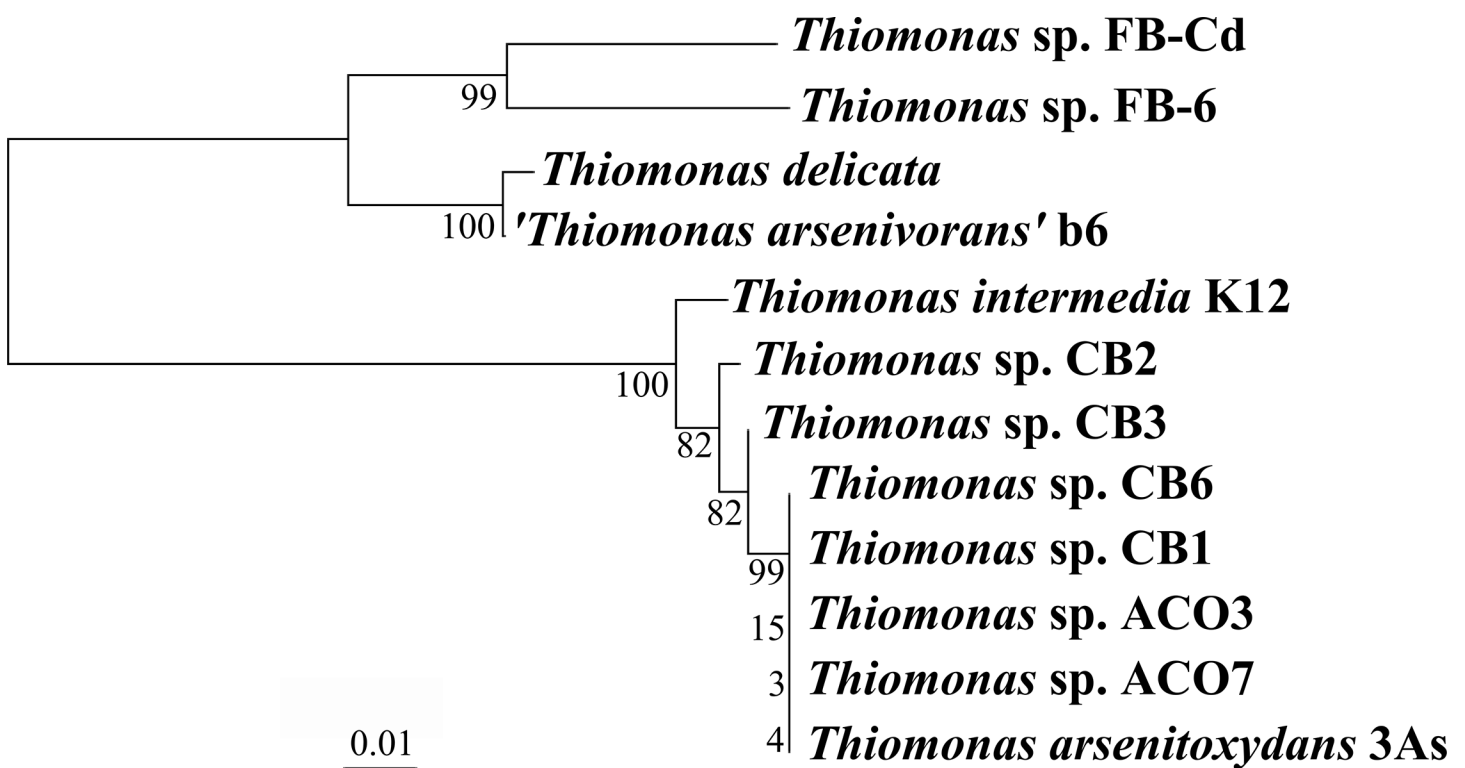 Thiomonas sp. FB-Cd
99
Thiomonas sp. FB-6
Thiomonas delicata
100
'Thiomonas arsenivorans' b6
Thiomonas intermedia K12
Thiomonas sp. CB2
100
Thiomonas sp. CB3
82
Thiomonas sp. CB6
82
Thiomonas sp. CB1
99
Thiomonas sp. ACO3
15
Thiomonas sp. ACO7
3
Thiomonas arsenitoxydans 3As
4
0.01